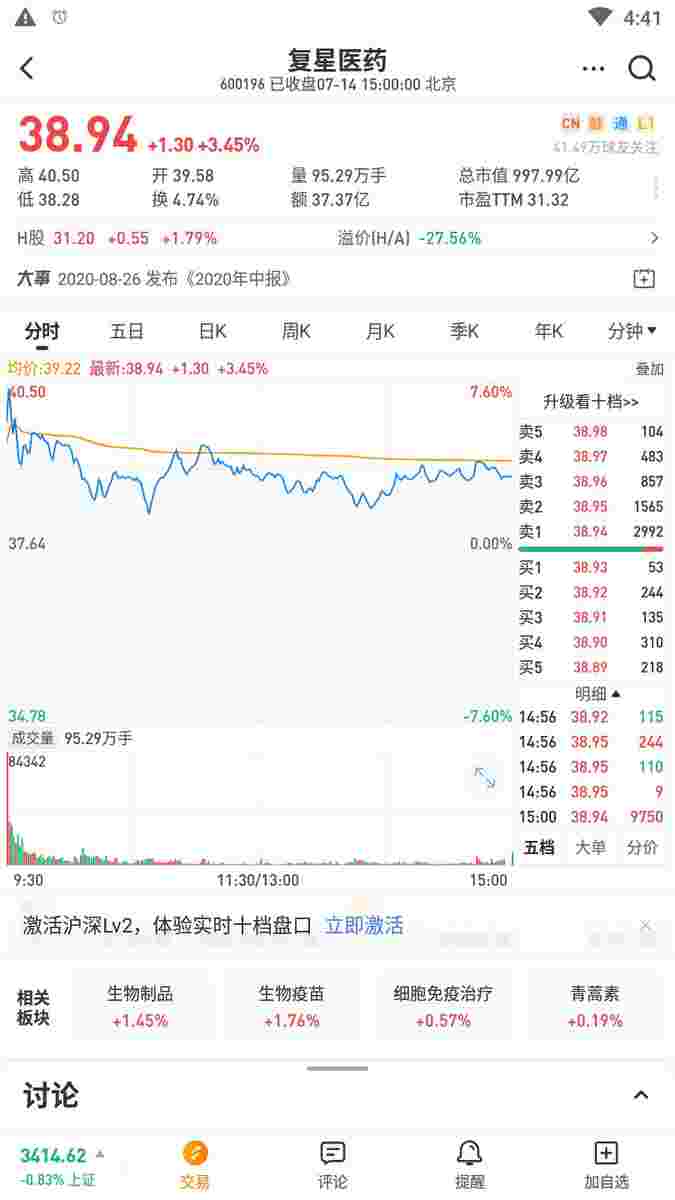 4:41
复星医药
600196 已收盘07-14 15:00:00 北京
38.94 +1.30 +3.45%
CN 融 通 L1
41.49万球友关注
高 40.50 开 39.58 量 95.29万手 总市值 997.99亿
低 38.28 换 4.74% 额 37.37亿 市盈TTM 31.32
H股 31.20 +0.55 +1.79% 溢价(H/A) -27.56%
大事 2020-08-26 发布《2020年中报》
分时 五日 日K 周K 月K 季K 年K 分钟
均价:39.22 最新:38.94 +1.30 +3.45% 叠加
40.50 7.60%
37.64 0.00%
34.78 -7.60%
升级看十档>>
卖5 38.98 104
卖4 38.97 483
卖3 38.96 857
卖2 38.95 1565
卖1 38.94 2992
买1 38.93 53
买2 38.92 244
买3 38.91 135
买4 38.90 310
买5 38.89 218
明细
14:56 38.92 115
14:56 38.95 244
14:56 38.95 110
14:56 38.95 9
15:00 38.94 9750
五档 大单 分价
成交量 95.29万手
84342
9:30 11:30/13:00 15:00
激活沪深Lv2，体验实时十档盘口 立即激活
相关板块
生物制品 +1.45%
生物疫苗 +1.76%
细胞免疫治疗 +0.57%
青蒿素 +0.19%
讨论
3414.62
-0.83% 上证
交易 评论 提醒 加自选